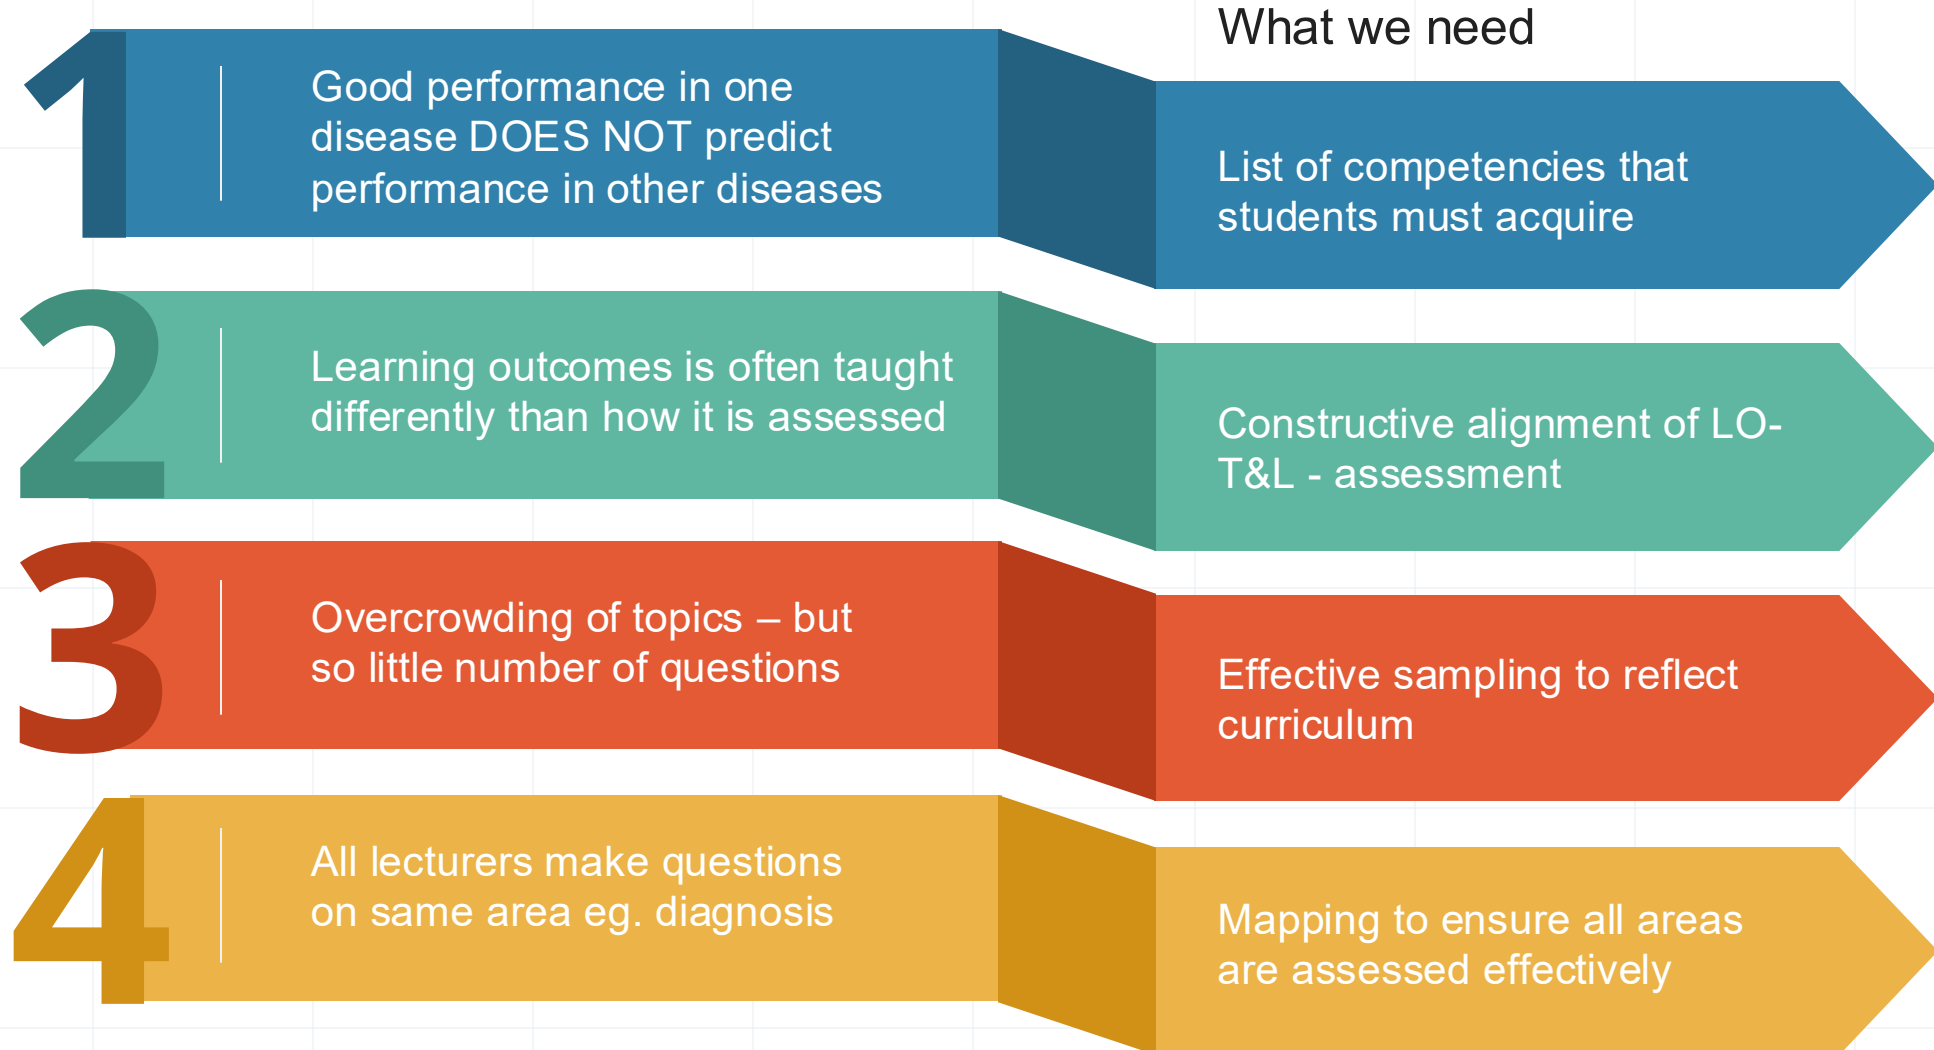 What we need
1
Good performance in one
disease DOES NOT predict
performance in other diseases
List of competencies that
students must acquire
2
Learning outcomes is often taught
differently than how it is assessed
Constructive alignment of LO-
T&L - assessment
3
Overcrowding of topics – but
so little number of questions
Effective sampling to reflect
curriculum
4
All lecturers make questions
on same area eg. diagnosis
Mapping to ensure all areas
are assessed effectively